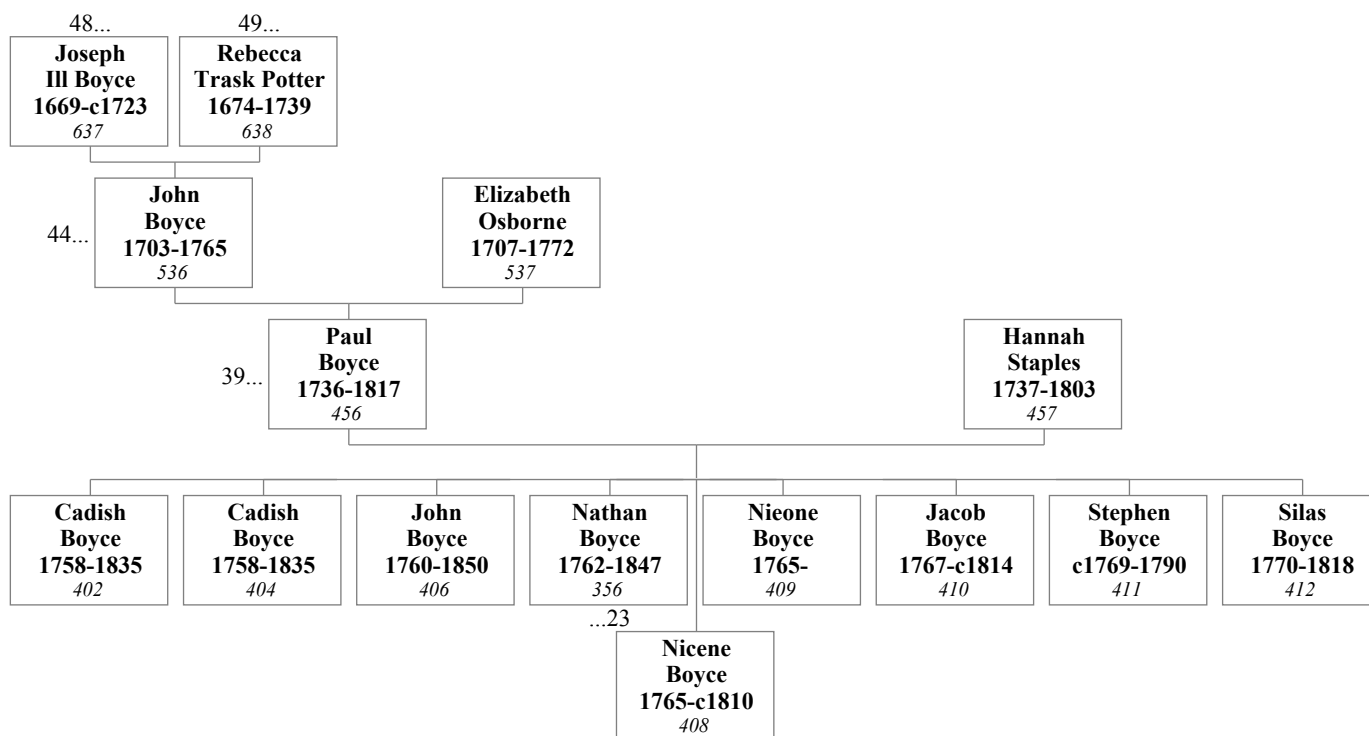 48...
49...
Joseph
Ill Boyce
1669-c1723
637
Rebecca
Trask Potter
1674-1739
638
44...
John
Boyce
1703-1765
536
Elizabeth
Osborne
1707-1772
537
39...
Paul
Boyce
1736-1817
456
Hannah
Staples
1737-1803
457
Cadish
Boyce
1758-1835
402
Cadish
Boyce
1758-1835
404
John
Boyce
1760-1850
406
Nathan
Boyce
1762-1847
356
...23
Nieone
Boyce
1765-
409
Jacob
Boyce
1767-c1814
410
Stephen
Boyce
c1769-1790
411
Silas
Boyce
1770-1818
412
Nicene
Boyce
1765-c1810
408